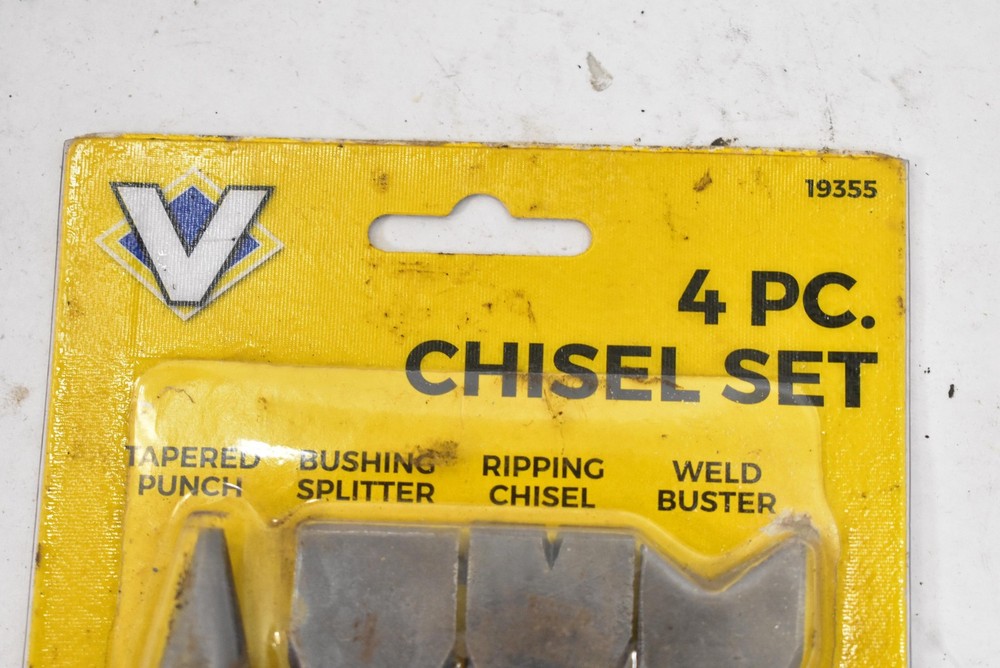 V
19355
4 PC.
CHISEL SET
TAPERED
PUNCH
BUSHING
SPLITTER
RIPPING
CHISEL
WELD
BUSTER